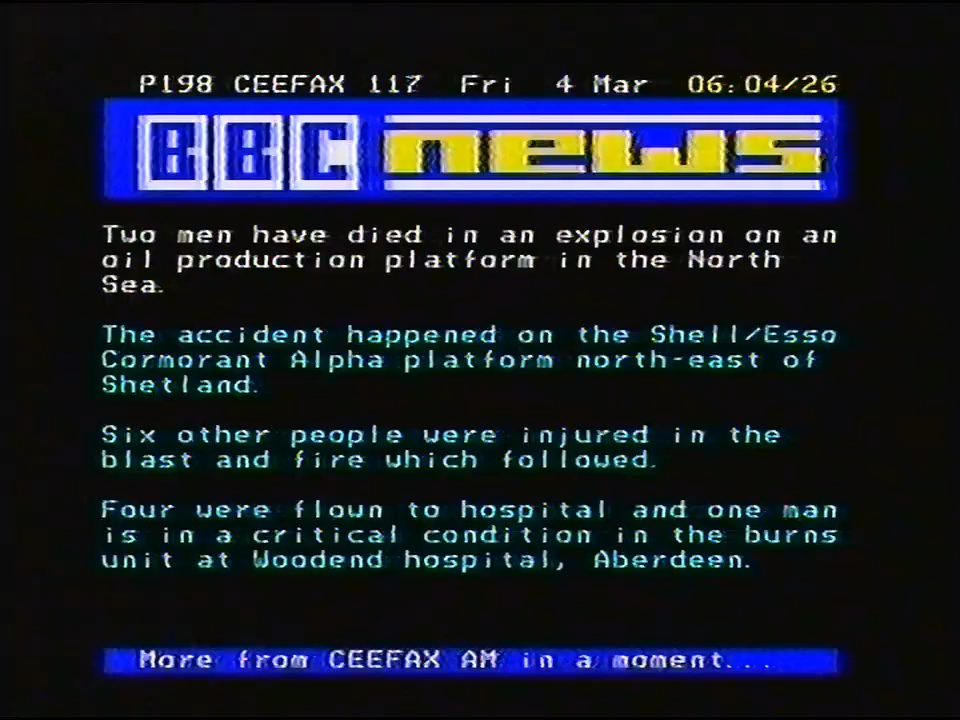 P198 CEEFAX 117 Fri 4 Mar 06:04/26
BBC news
Two men have died in an explosion on an
oil production platform in the North
Sea.
The accident happened on the Shell/Esso
Cormorant Alpha platform north-east of
Shetland.
Six other people were injured in the
blast and fire which followed.
Four were flown to hospital and one man
is in a critical condition in the burns
unit at Woodend hospital, Aberdeen.
More from CEEFAX AM in a moment...